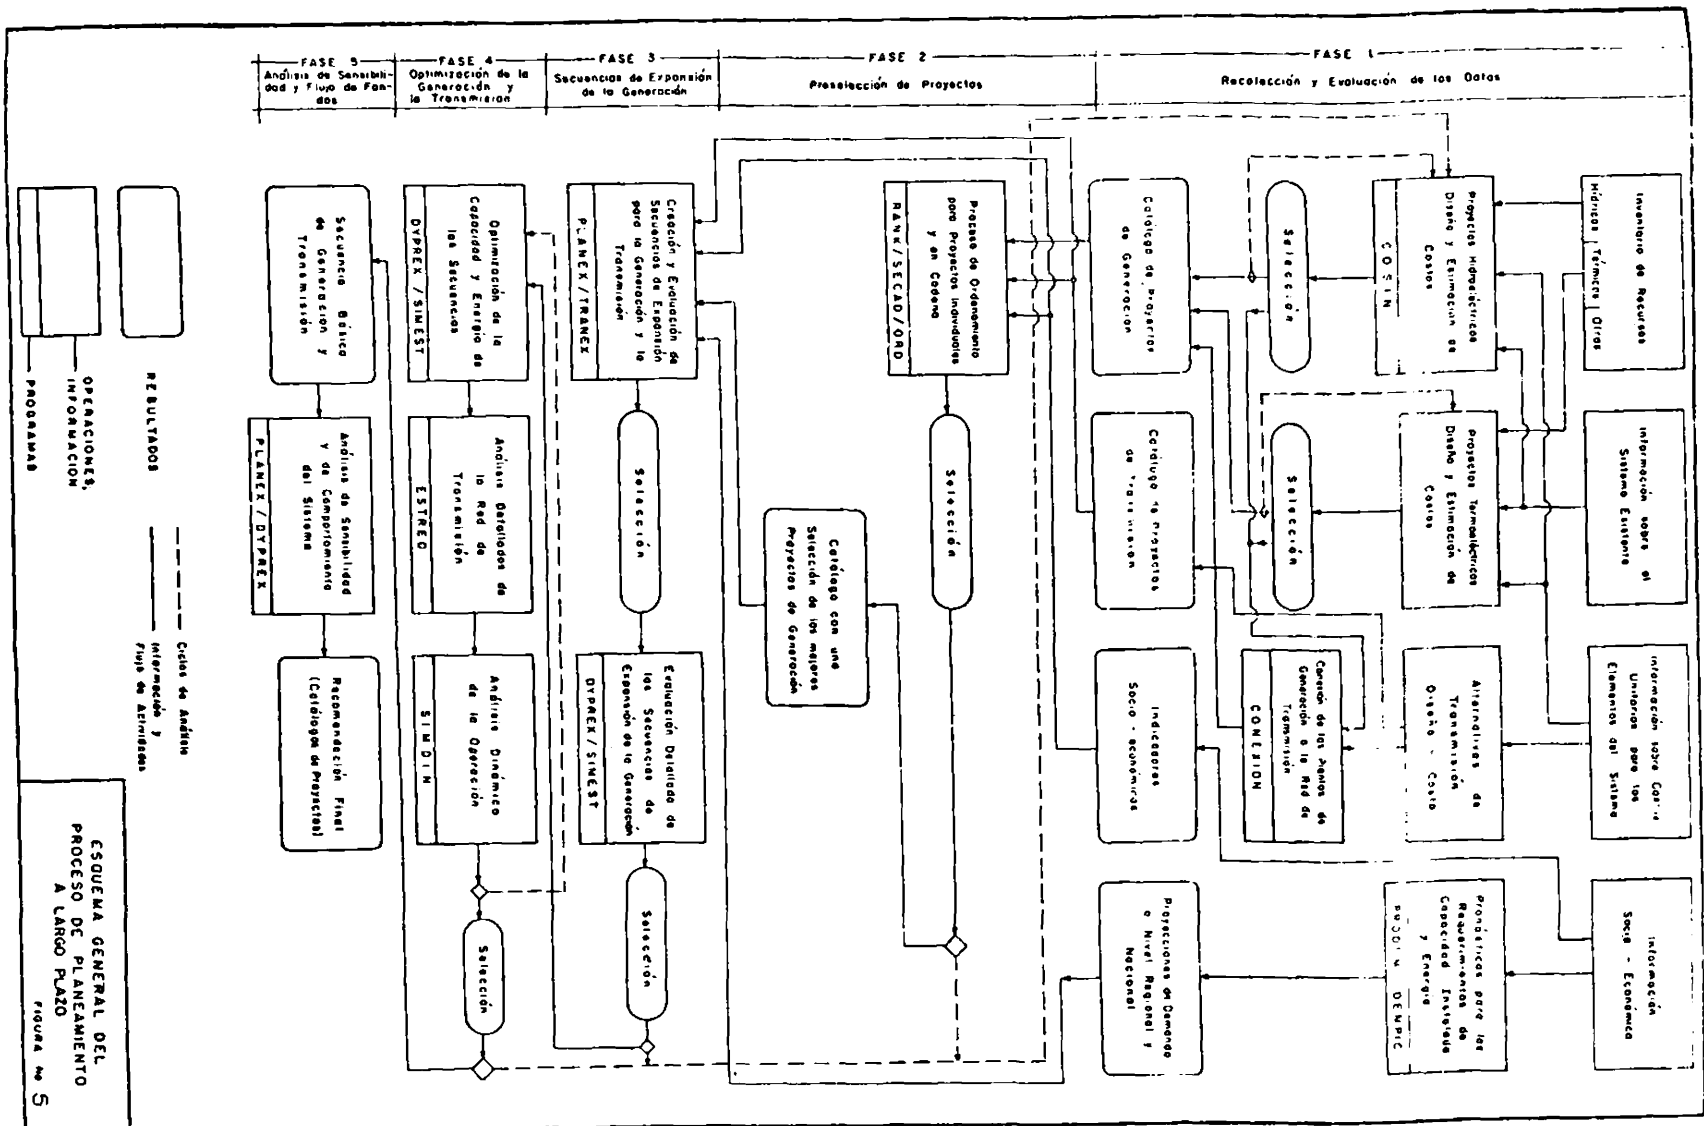 FASE 1
Recolección y Evaluación de los Datos
FASE 2
Preselección de Proyectos
FASE 3
Secuencias de Expansión
de la Generación
FASE 4
Optimización de la
Generación y
la Transmisión
FASE 5
Análisis de Sensibili-
dad y Flujo de Fon-
dos
Inventario de Recursos
Hídricos Térmicos Otros
Información sobre el
Sistema Existente
Información sobre Costos
Unitarios para los
Elementos del Sistema
Información
Socio - Económica
Proyectos Hidroeléctricos
Diseño y Estimación de
Costos
COSIN
Proyectos Termoeléctricos
Diseño y Estimación de
Costos
Alternativas de
Transmisión
Diseño - Costo
Pronósticos para los
Requerimientos de
Capacidad Instalada
y Energía
Selección
Selección
Conexión de las Plantas de
Generación a la Red de
Transmisión
CONEXION
Catálogo de Proyectos
de Generación
Catálogo de Proyectos
de Transmisión
Indicadores
Socio - económicos
Proyecciones de Demanda
a Nivel Regional y
Nacional
Proceso de Ordenamiento
para Proyectos Individuales
y en Cadena
RANK/SECAD/ORD
Selección
Catálogo con una
Selección de los mejores
Proyectos de Generación
Creación y Evaluación de
Secuencias de Expansión
para la Generación y la
Transmisión
PLANEX/TRANEX
Selección
Evaluación Detallada de
las Secuencias de
Expansión de la Generación
DYPREX/SIMEST
Selección
Optimización de la
Capacidad y Energía de
las Secuencias
DYPREX/SIMEST
Análisis Detallados de
la Red de
Transmisión
ESTRED
Análisis Dinámico
de la Operación
SIMDIN
Selección
Secuencia Básica
de Generación y
Transmisión
Análisis de Sensibilidad
y de Comportamiento
del Sistema
PLANEX / DYPREX
Recomendación Final
(Catálogos de Proyectos)
RESULTADOS
OPERACIONES,
INFORMACION
PROGRAMAS
Ciclos de Análisis
Información y
Flujo de Actividades
ESQUEMA GENERAL DEL
PROCESO DE PLANEAMIENTO
A LARGO PLAZO
FIGURA No 5